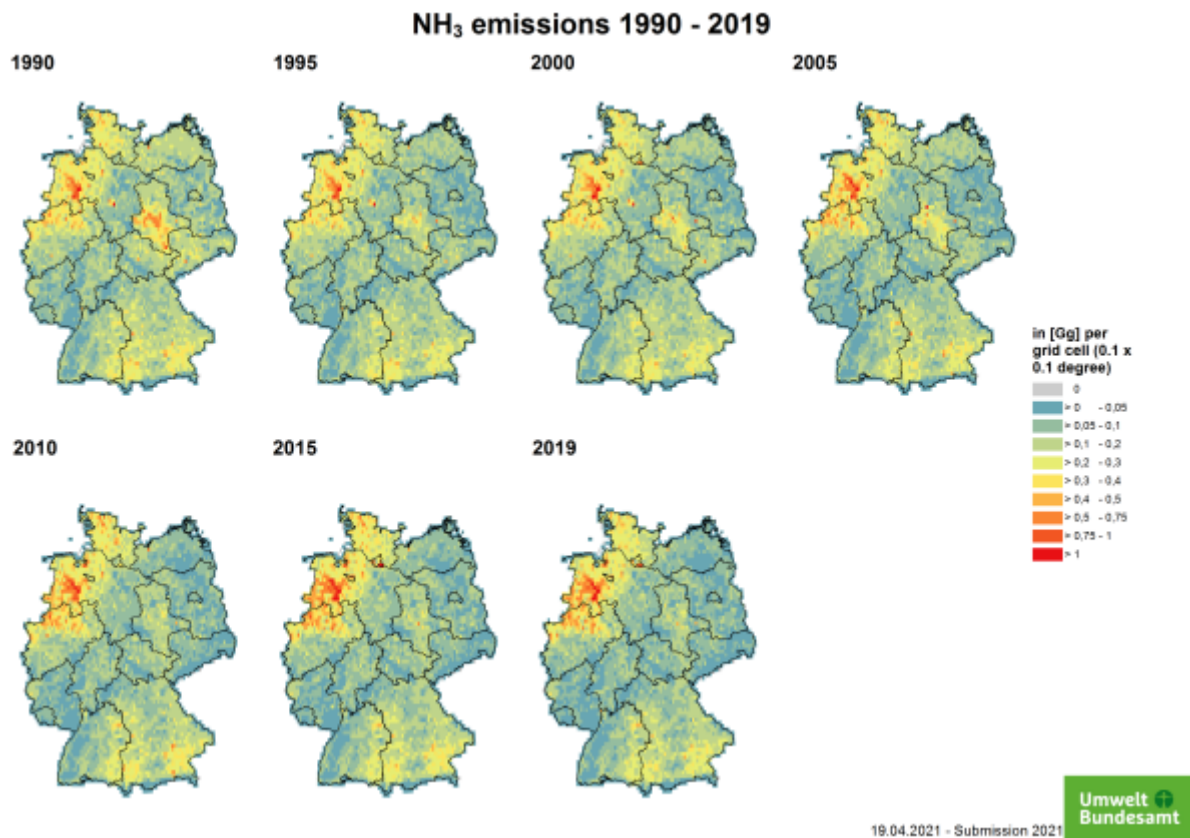 NH₃ emissions 1990 - 2019
1990
1995
2000
2005
2010
2015
2019
in [Gg] per
grid cell (0.1 x
0.1 degree)
0
> 0 - 0,05
> 0,05 - 0,1
> 0,1 - 0,2
> 0,2 - 0,3
> 0,3 - 0,4
> 0,4 - 0,5
> 0,5 - 0,75
> 0,75 - 1
> 1
Umwelt
Bundesamt
19.04.2021 - Submission 2021